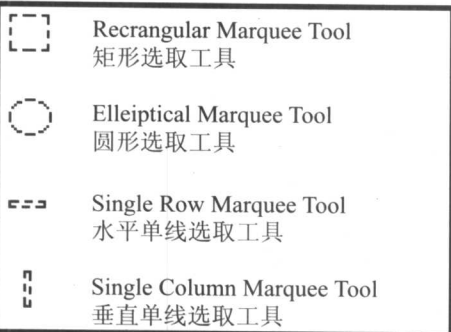 Recrangular Marquee Tool
矩形选取工具
Elleiptical Marquee Tool
圆形选取工具
Single Row Marquee Tool
水平单线选取工具
Single Column Marquee Tool
垂直单线选取工具